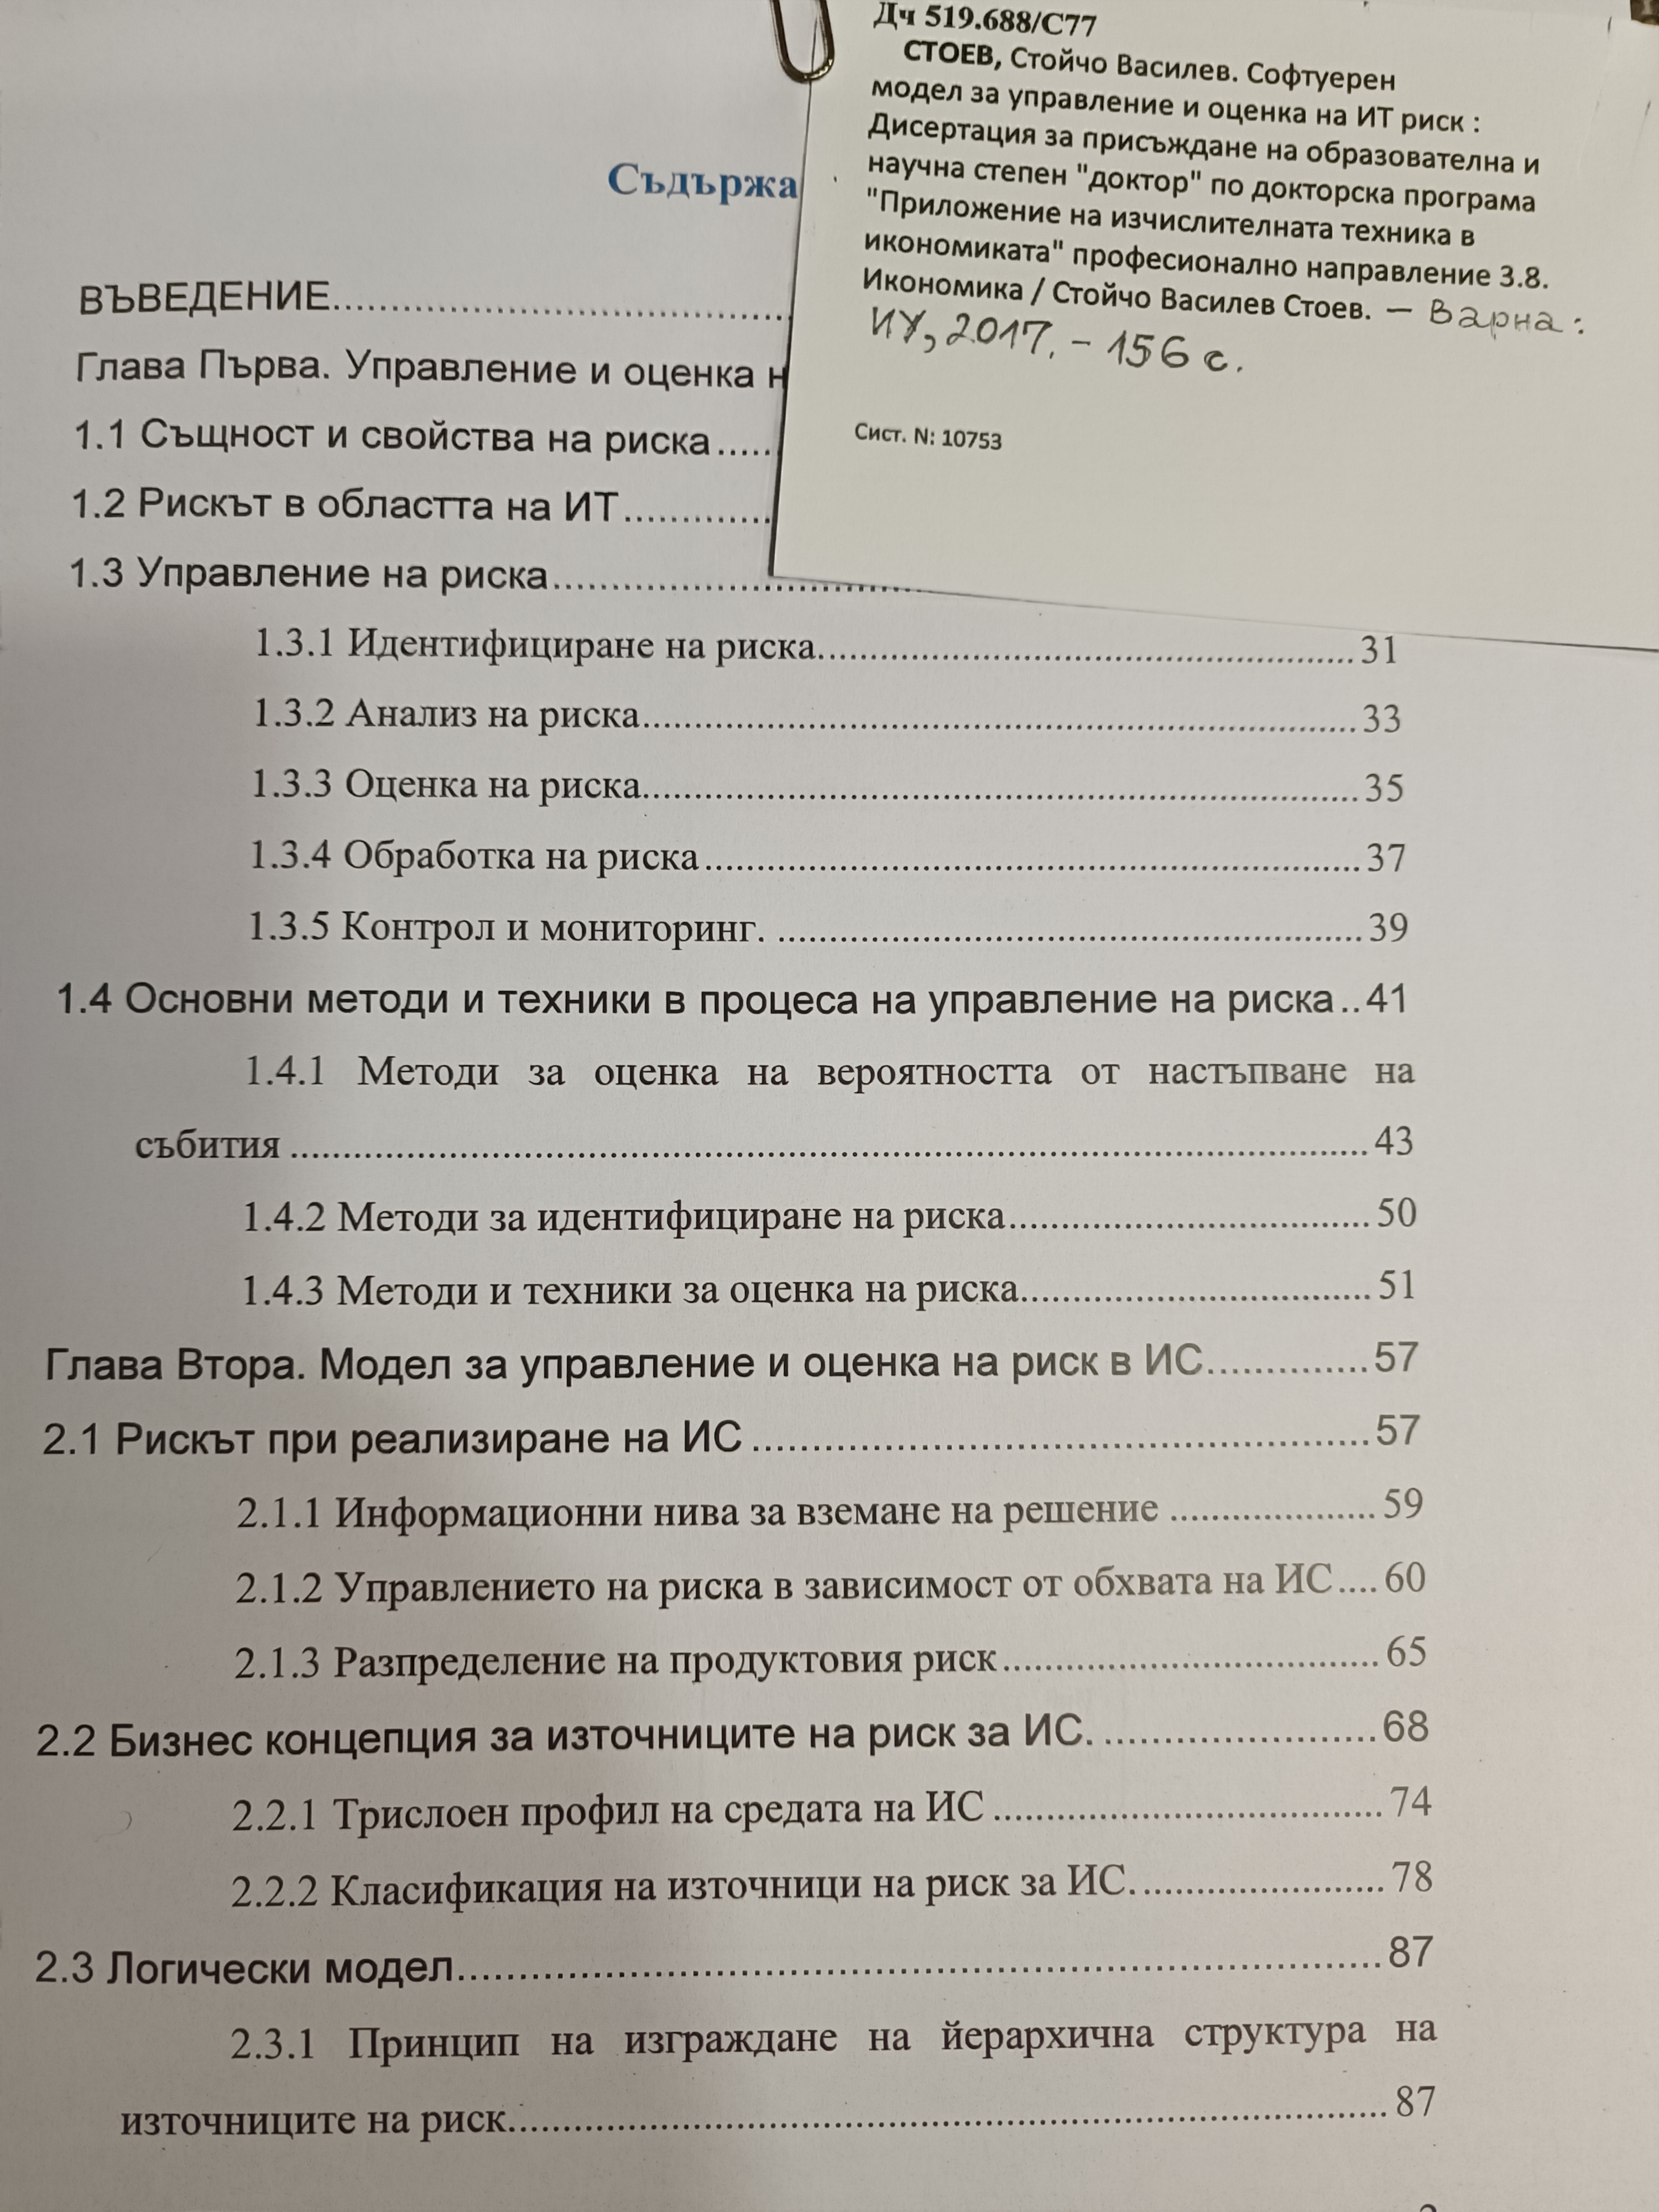 Дч 519.688/С77
СТОЕВ, Стойчо Василев. Софтуерен
модел за управление и оценка на ИТ риск :
Дисертация за присъждане на образователна и
научна степен "доктор" по докторска програма
"Приложение на изчислителната техника в
икономиката" професионално направление 3.8.
Икономика / Стойчо Василев Стоев. — Варна :
ИУ, 2017. - 156 с.
Сист. N: 10753
Съдържа
ВЪВЕДЕНИЕ.......................................
Глава Първа. Управление и оценка н
1.1 Същност и свойства на риска.....
1.2 Рискът в областта на ИТ.............
1.3 Управление на риска................................
1.3.1 Идентифициране на риска....................................................31
1.3.2 Анализ на риска.....................................................................33
1.3.3 Оценка на риска.....................................................................35
1.3.4 Обработка на риска...............................................................37
1.3.5 Контрол и мониторинг. ........................................................39
1.4 Основни методи и техники в процеса на управление на риска..41
1.4.1 Методи за оценка на вероятността от настъпване на
събития .......................................................................................................43
1.4.2 Методи за идентифициране на риска...................................50
1.4.3 Методи и техники за оценка на риска..................................51
Глава Втора. Модел за управление и оценка на риск в ИС..............57
2.1 Рискът при реализиране на ИС....................................................57
2.1.1 Информационни нива за вземане на решение ....................59
2.1.2 Управлението на риска в зависимост от обхвата на ИС....60
2.1.3 Разпределение на продуктовия риск....................................65
2.2 Бизнес концепция за източниците на риск за ИС. .......................68
2.2.1 Трислоен профил на средата на ИС.....................................74
2.2.2 Класификация на източници на риск за ИС........................78
2.3 Логически модел...........................................................................87
2.3.1 Принцип на изграждане на йерархична структура на
източниците на риск....................................................................................87